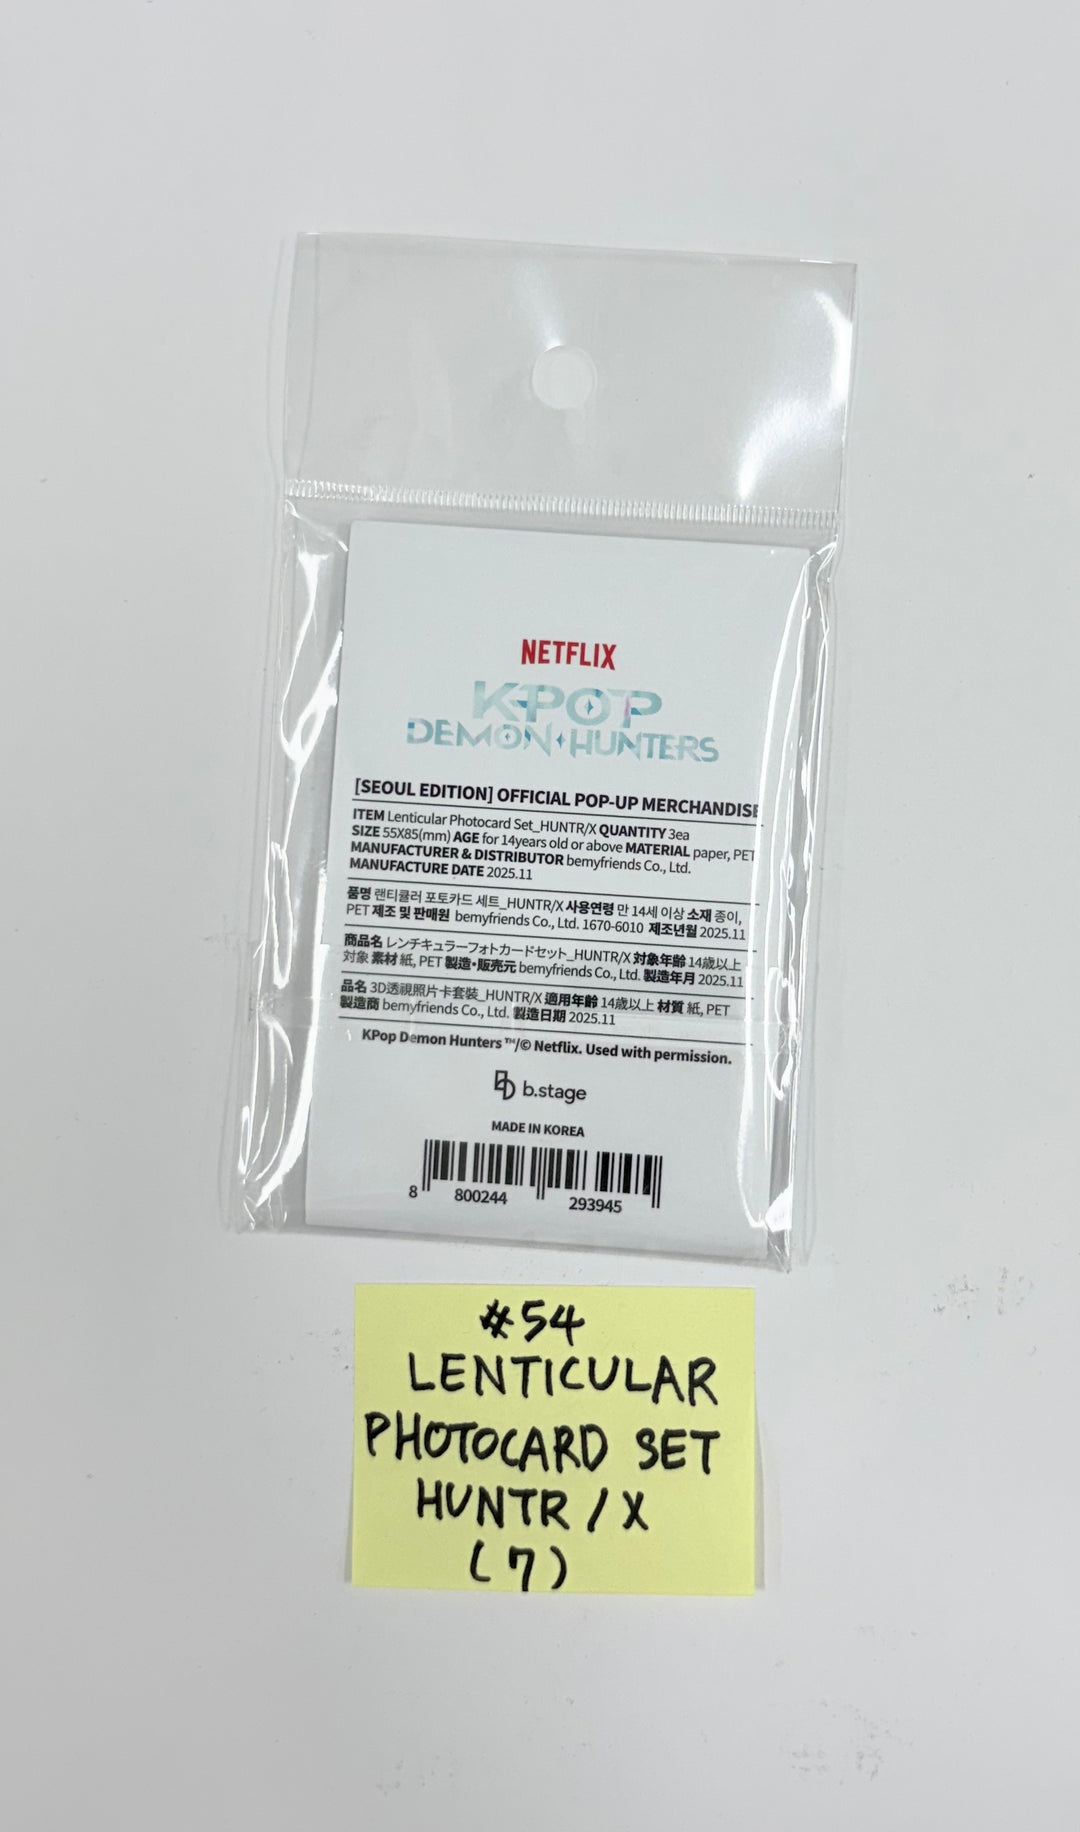 NETFLIX
K-POP
DEMON HUNTERS
[SEOUL EDITION] OFFICIAL POP-UP MERCHANDISE
ITEM Lenticular Photocard Set_HUNTR/X QUANTITY 3ea
SIZE 55X85(mm) AGE for 14years old or above MATERIAL paper, PET
MANUFACTURER & DISTRIBUTOR bemyfriends Co., Ltd.
MANUFACTURE DATE 2025.11
품명 랜티큘러 포토카드 세트_HUNTR/X 사용연령 만 14세 이상 소재 종이,
PET 제조 및 판매원 bemyfriends Co., Ltd. 1670-6010 제조년월 2025.11
商品名 レンチキュラーフォトカードセット_HUNTR/X 対象年齢 14歳以上
対象 素材 紙, PET 製造・販売元 bemyfriends Co., Ltd. 製造年月 2025.11
品名 3D透視照片卡套裝_HUNTR/X 適用年齡 14歲以上 材質 紙, PET
製造商 bemyfriends Co., Ltd. 製造日期 2025.11
KPop Demon Hunters ™/© Netflix. Used with permission.
b.stage
MADE IN KOREA
8 800244 293945
#54
LENTICULAR
PHOTOCARD SET
HUNTR / X
(7)